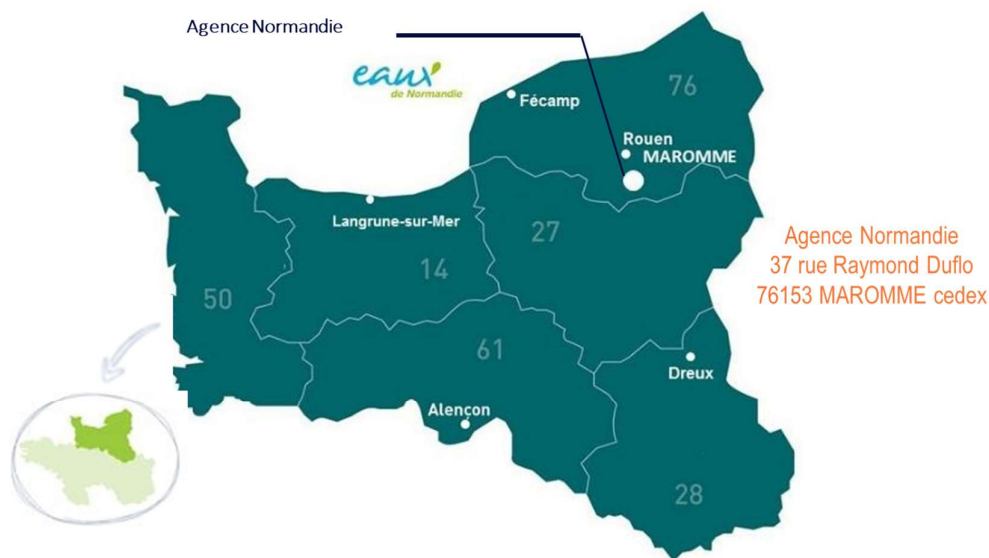 Agence Normandie
eaux
de Normandie
76
Fécamp
Rouen
MAROMME
Langrune-sur-Mer
27
14
50
Agence Normandie
37 rue Raymond Duflo
76153 MAROMME cedex
61
Dreux
Alençon
28